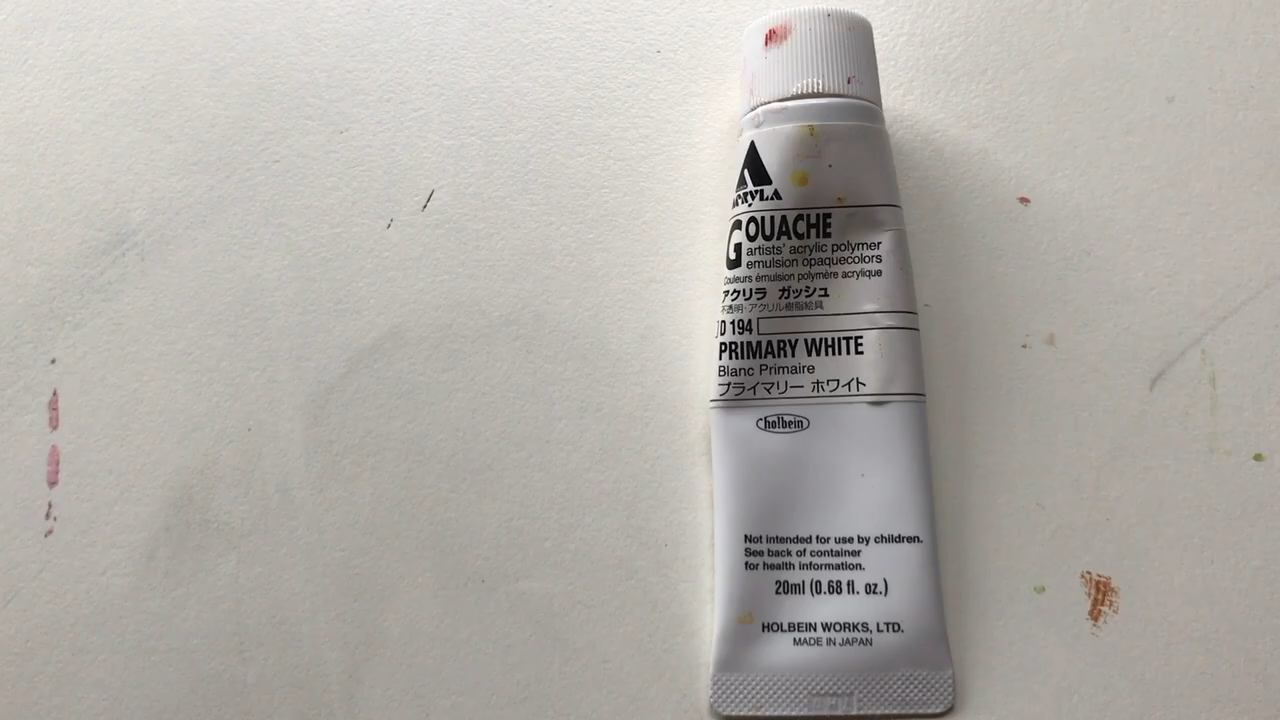 ACRYLA
GOUACHE
artists' acrylic polymer
emulsion opaquecolors
Couleurs émulsion polymère acrylique
アクリラ ガッシュ
不透明・アクリル樹脂絵具
D 194
PRIMARY WHITE
Blanc Primaire
プライマリー ホワイト
holbein
Not intended for use by children.
See back of container
for health information.
20ml (0.68 fl. oz.)
HOLBEIN WORKS, LTD.
MADE IN JAPAN